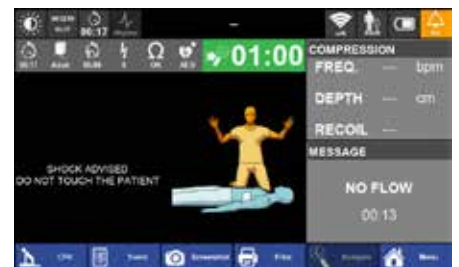 00:17
01:00
COMPRESSION
FREQ. --- bpm
DEPTH --- cm
RECOIL ---
MESSAGE
SHOCK ADVISED
DO NOT TOUCH THE PATIENT
NO FLOW
00:13
CPR
Event
Screenshot
Print
Menu